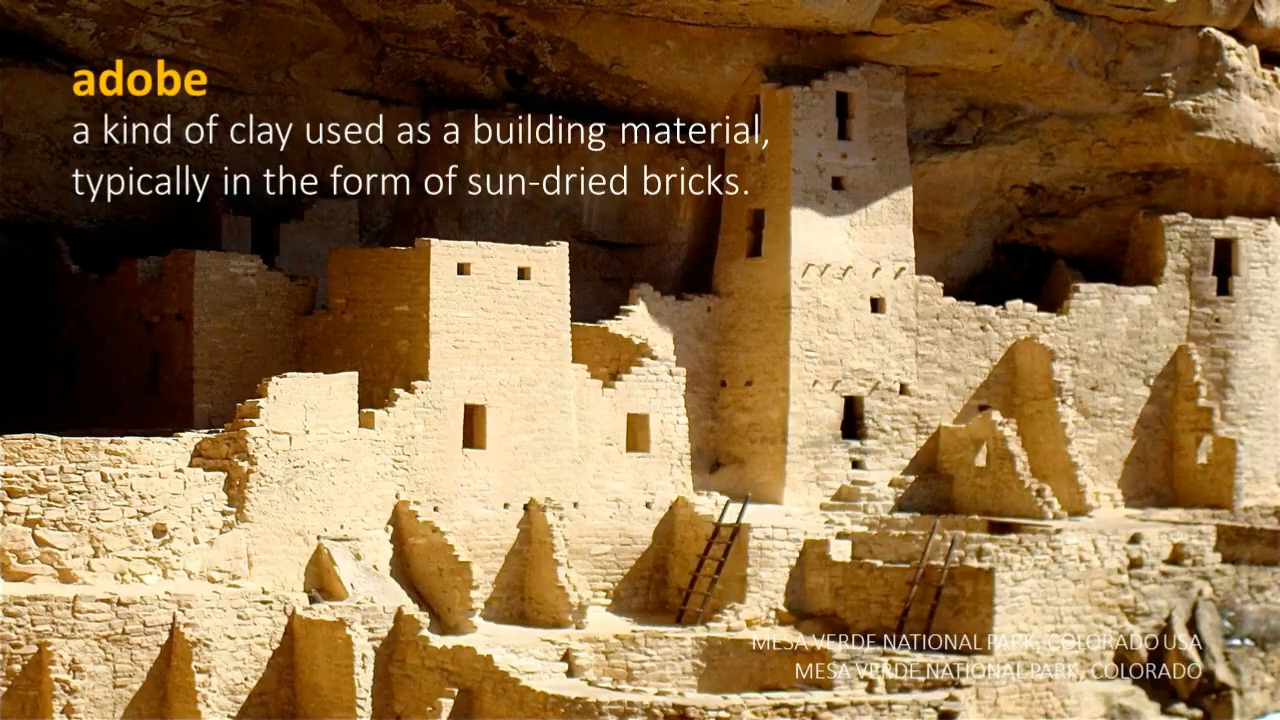 adobe
a kind of clay used as a building material,
typically in the form of sun-dried bricks.
MESA VERDE NATIONAL PARK, COLORADO USA
MESA VERDE NATIONAL PARK, COLORADO